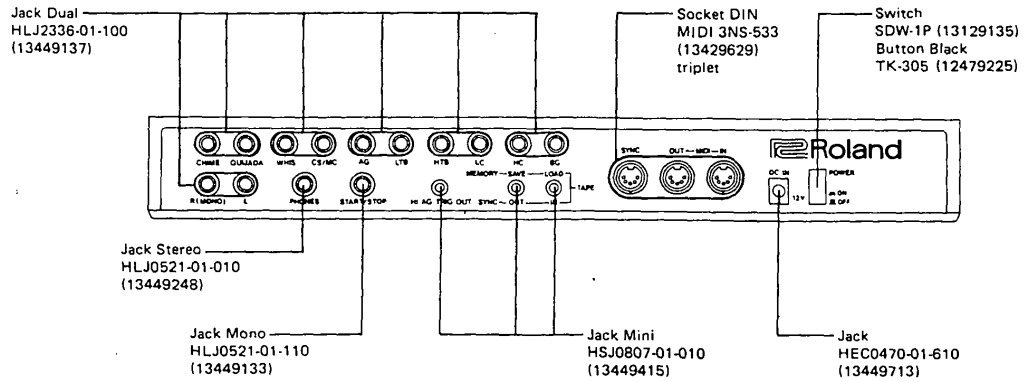 Jack Dual
HLJ2336-01-100
(13449137)
Socket DIN
MIDI 3NS-533
(13429629)
triplet
Switch
SDW-1P (13129135)
Button Black
TK-305 (12479225)
CHIME QUIJADA WHIS CS/MC AG LTB HTB LC HC BG
SYNC OUT MIDI IN
Roland
DC IN
12V
POWER
ON
OFF
MEMORY SAVE LOAD
TAPE
R(MONO) L PHONES START/STOP HI AG TRIG OUT SYNC OUT IN
Jack Stereo
HLJ0521-01-010
(13449248)
Jack Mono
HLJ0521-01-110
(13449133)
Jack Mini
HSJ0807-01-010
(13449415)
Jack
HEC0470-01-610
(13449713)